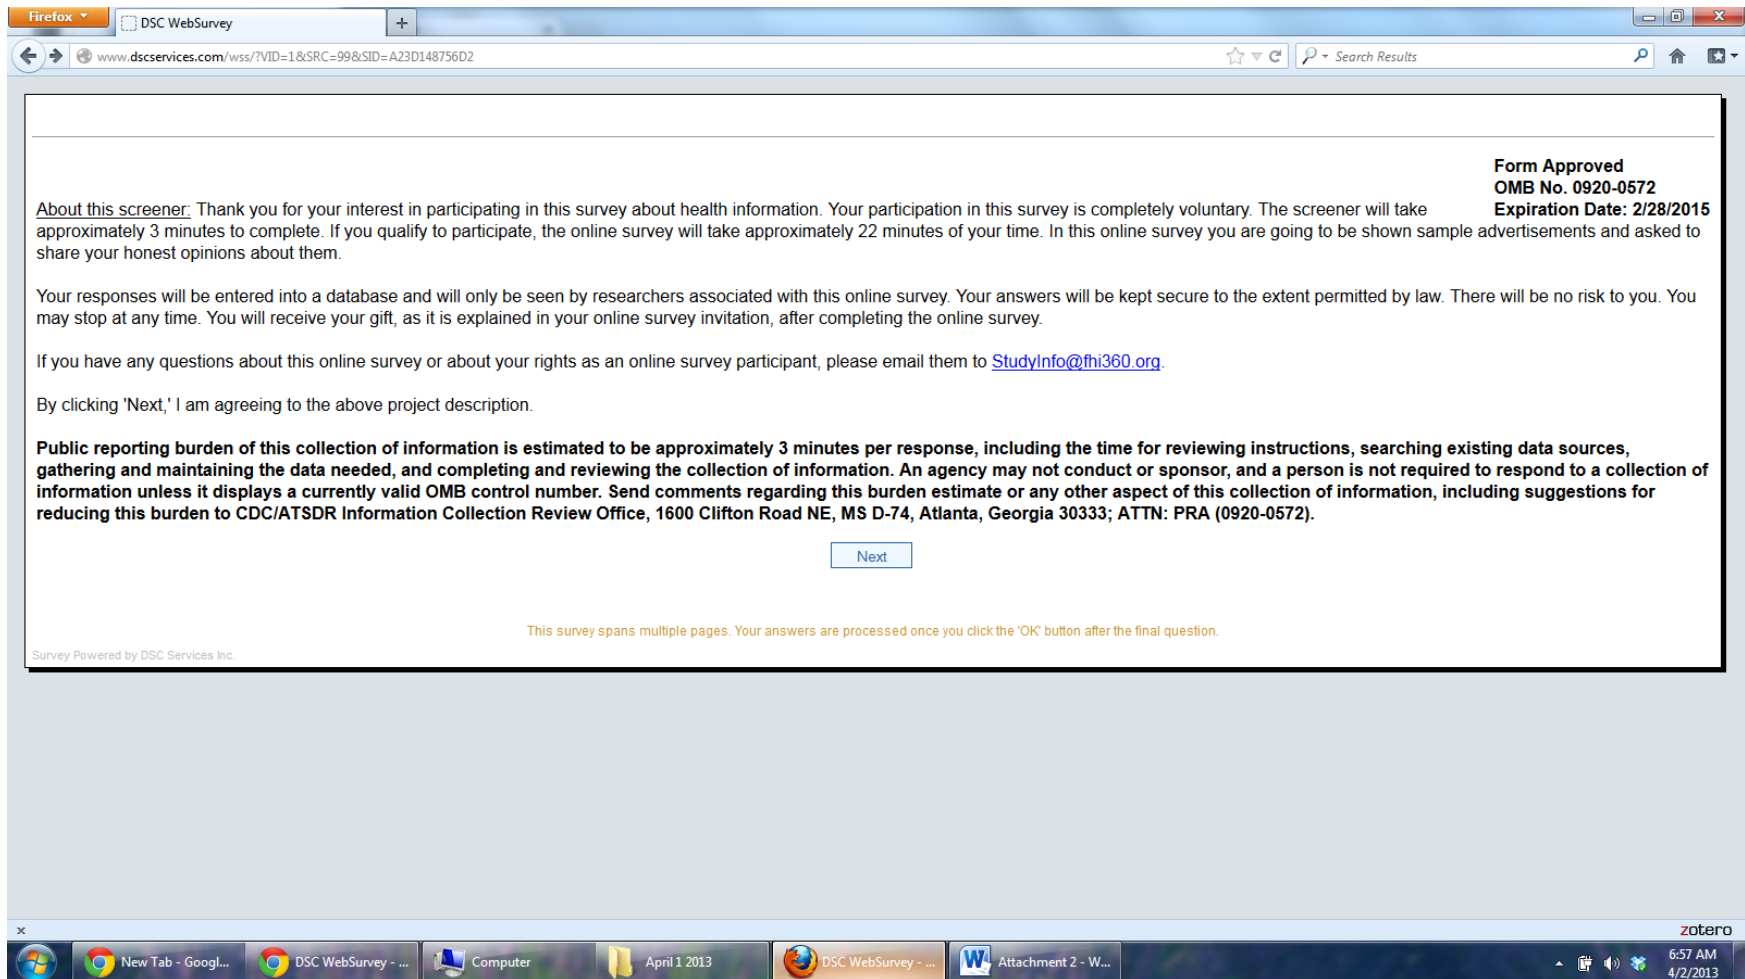 Firefox
DSC WebSurvey
www.dscservices.com/wss/?VID=1&SRC=99&SID=A23D148756D2
Search Results
Form Approved
OMB No. 0920-0572
Expiration Date: 2/28/2015
About this screener: Thank you for your interest in participating in this survey about health information. Your participation in this survey is completely voluntary. The screener will take
approximately 3 minutes to complete. If you qualify to participate, the online survey will take approximately 22 minutes of your time. In this online survey you are going to be shown sample advertisements and asked to
share your honest opinions about them.
Your responses will be entered into a database and will only be seen by researchers associated with this online survey. Your answers will be kept secure to the extent permitted by law. There will be no risk to you. You
may stop at any time. You will receive your gift, as it is explained in your online survey invitation, after completing the online survey.
If you have any questions about this online survey or about your rights as an online survey participant, please email them to StudyInfo@fhi360.org.
By clicking 'Next,' I am agreeing to the above project description.
Public reporting burden of this collection of information is estimated to be approximately 3 minutes per response, including the time for reviewing instructions, searching existing data sources,
gathering and maintaining the data needed, and completing and reviewing the collection of information. An agency may not conduct or sponsor, and a person is not required to respond to a collection of
information unless it displays a currently valid OMB control number. Send comments regarding this burden estimate or any other aspect of this collection of information, including suggestions for
reducing this burden to CDC/ATSDR Information Collection Review Office, 1600 Clifton Road NE, MS D-74, Atlanta, Georgia 30333; ATTN: PRA (0920-0572).
Next
This survey spans multiple pages. Your answers are processed once you click the 'OK' button after the final question.
Survey Powered by DSC Services Inc.
zotero
New Tab - Googl...
DSC WebSurvey - ...
Computer
April 1 2013
DSC WebSurvey - ...
Attachment 2 - W...
6:57 AM
4/2/2013